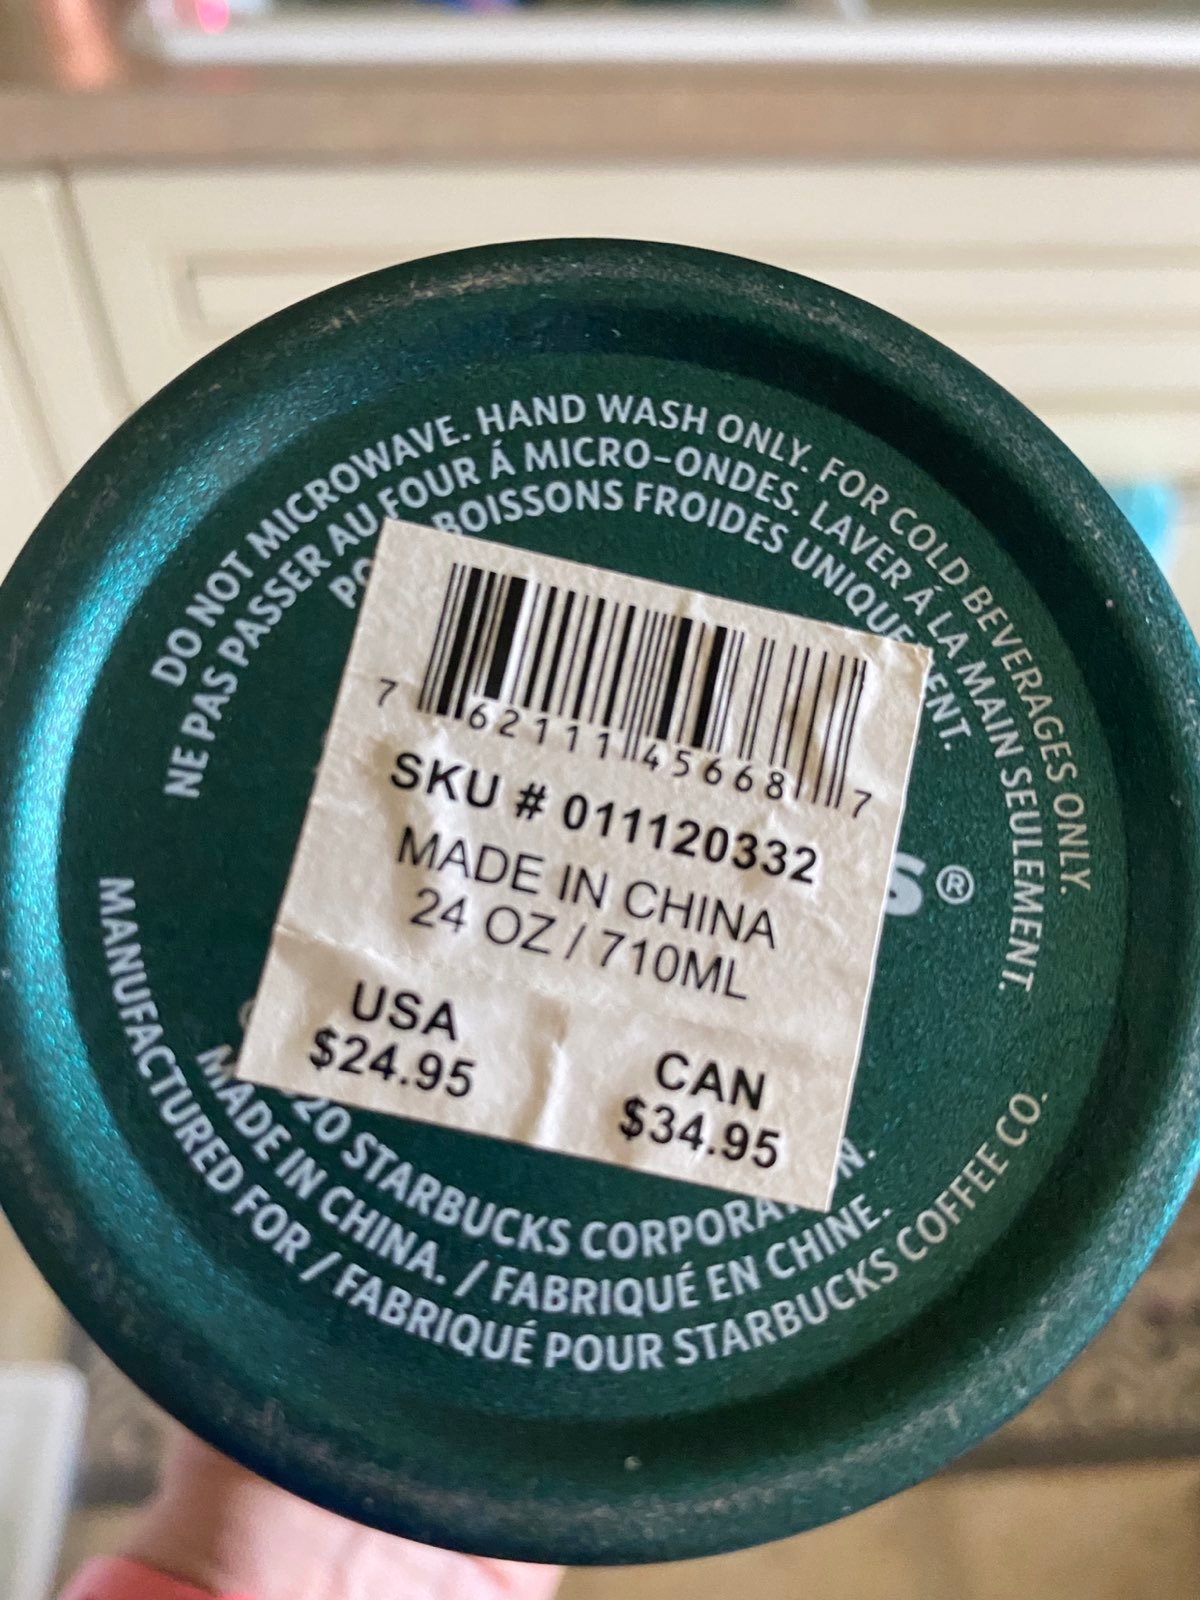 DO NOT MICROWAVE. HAND WASH ONLY. FOR COLD BEVERAGES ONLY.
NE PAS PASSER AU FOUR Á MICRO-ONDES. LAVER Á LA MAIN SEULEMENT.
BOISSONS FROIDES
7 62111 45668 7
SKU # 011120332
MADE IN CHINA
24 OZ / 710ML
USA
$24.95
CAN
$34.95
®
STARBUCKS
MADE IN CHINA. / FABRIQUÉ EN CHINE.
MANUFACTURED FOR / FABRIQUÉ POUR STARBUCKS COFFEE CO.